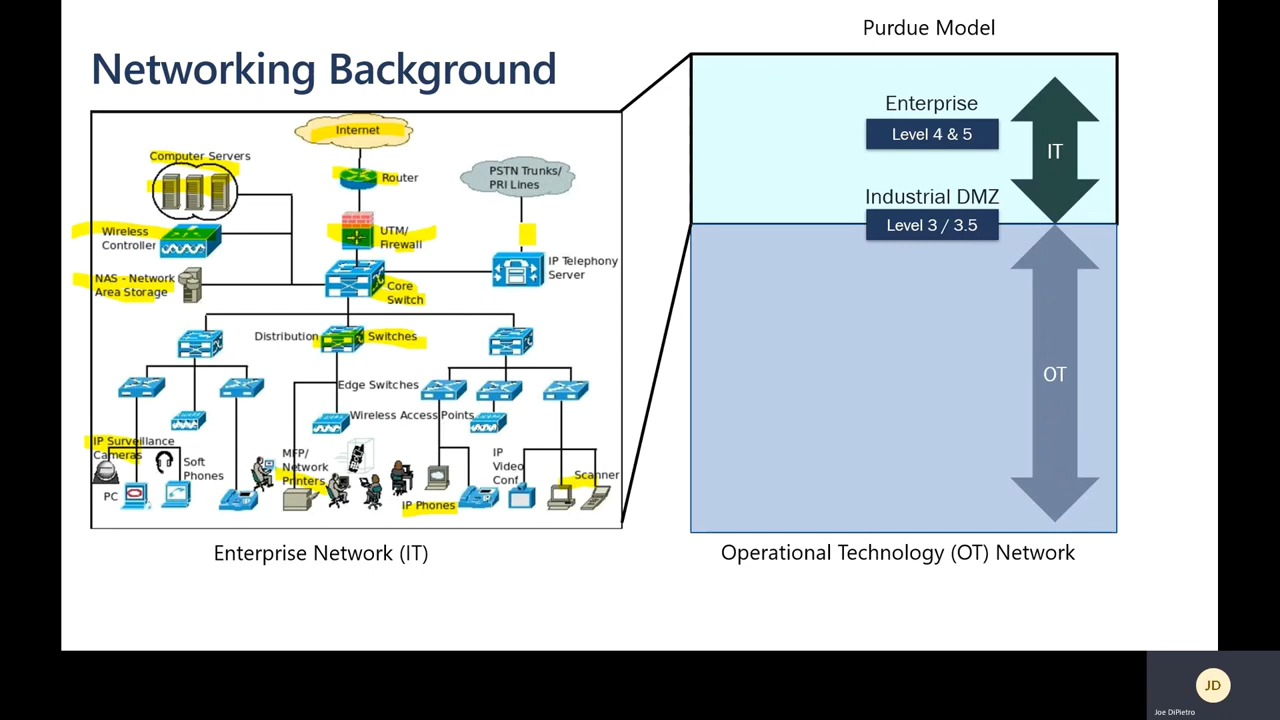 Purdue Model
Networking Background
Internet
Computer Servers
Router
PSTN Trunks/
PRI Lines
Wireless
Controller
UTM/
Firewall
IP Telephony
Server
NAS - Network
Area Storage
Core
Switch
Distribution
Switches
Edge Switches
Wireless Access Points
IP Surveillance
Cameras
Soft
Phones
PC
MFP/
Network
Printers
IP Phones
IP
Video
Conf
Scanner
Enterprise Network (IT)
Enterprise
Level 4 & 5
IT
Industrial DMZ
Level 3 / 3.5
OT
Operational Technology (OT) Network
JD
Joe DiPietro